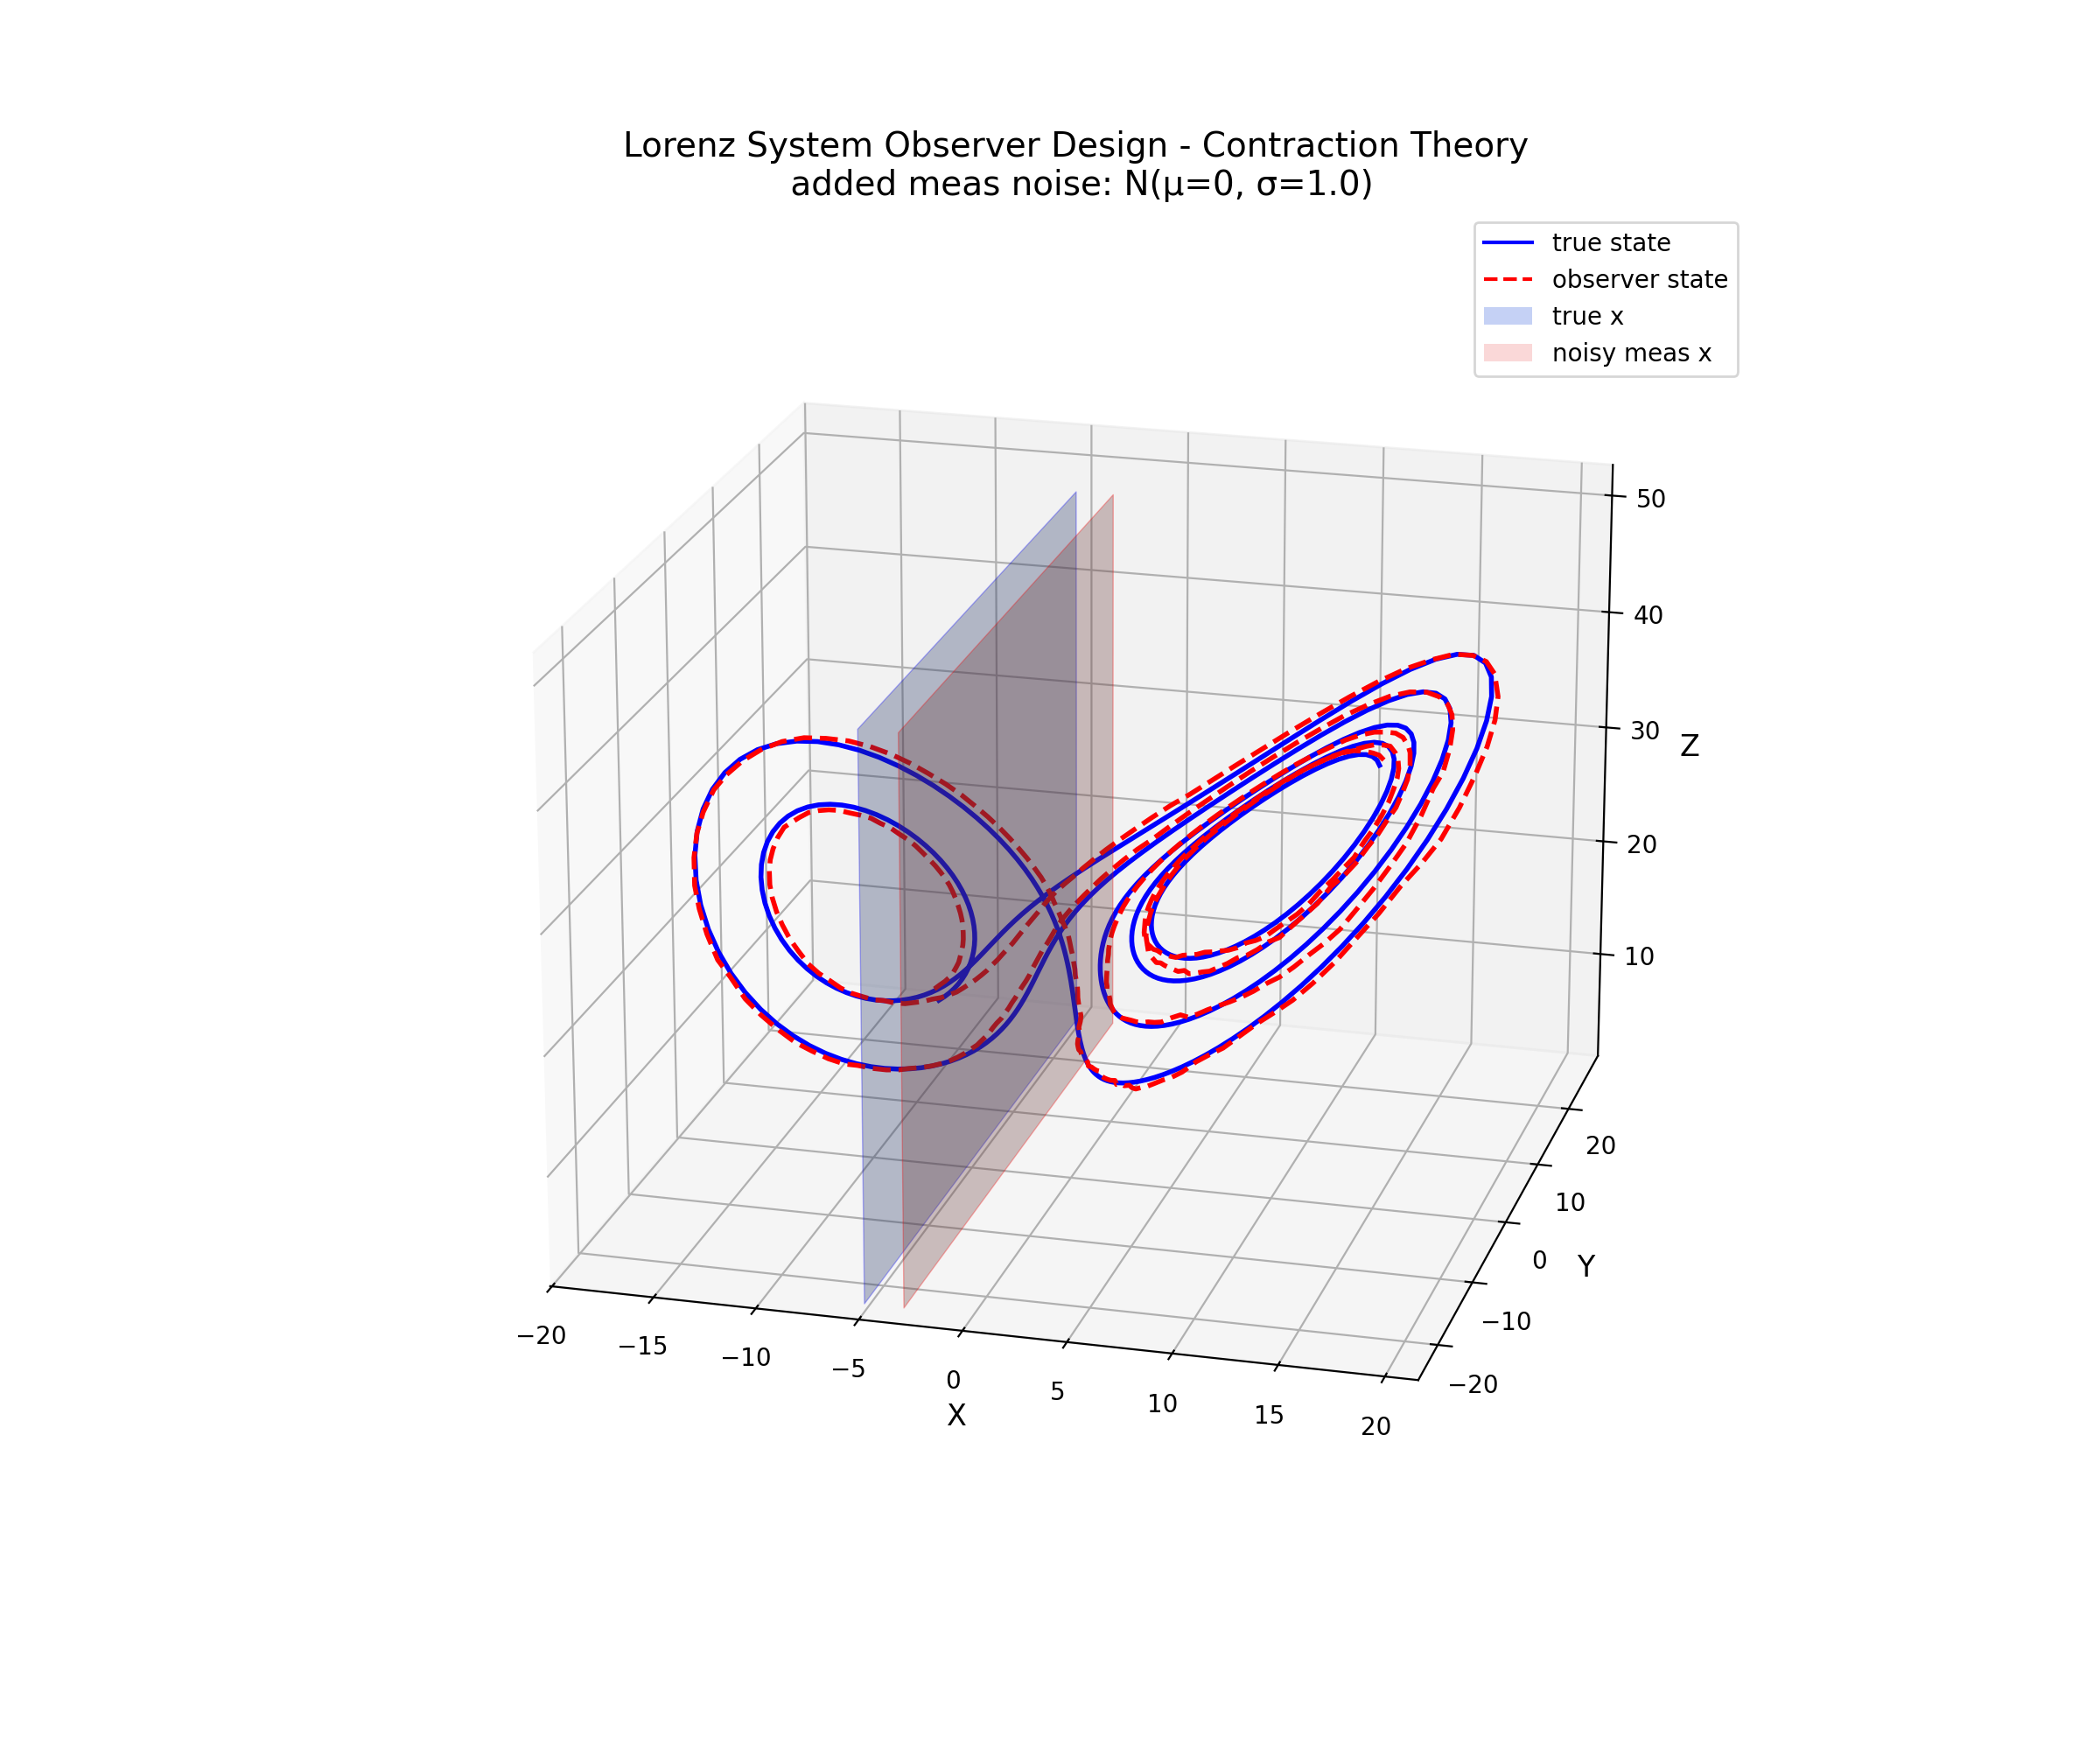 Lorenz System Observer Design - Contraction Theory
added meas noise: N(μ=0, σ=1.0)
true state
observer state
true x
noisy meas x
50
40
30
Z
20
10
20
10
0
Y
−10
−20
−20
−15
−10
−5
0
5
10
15
20
X